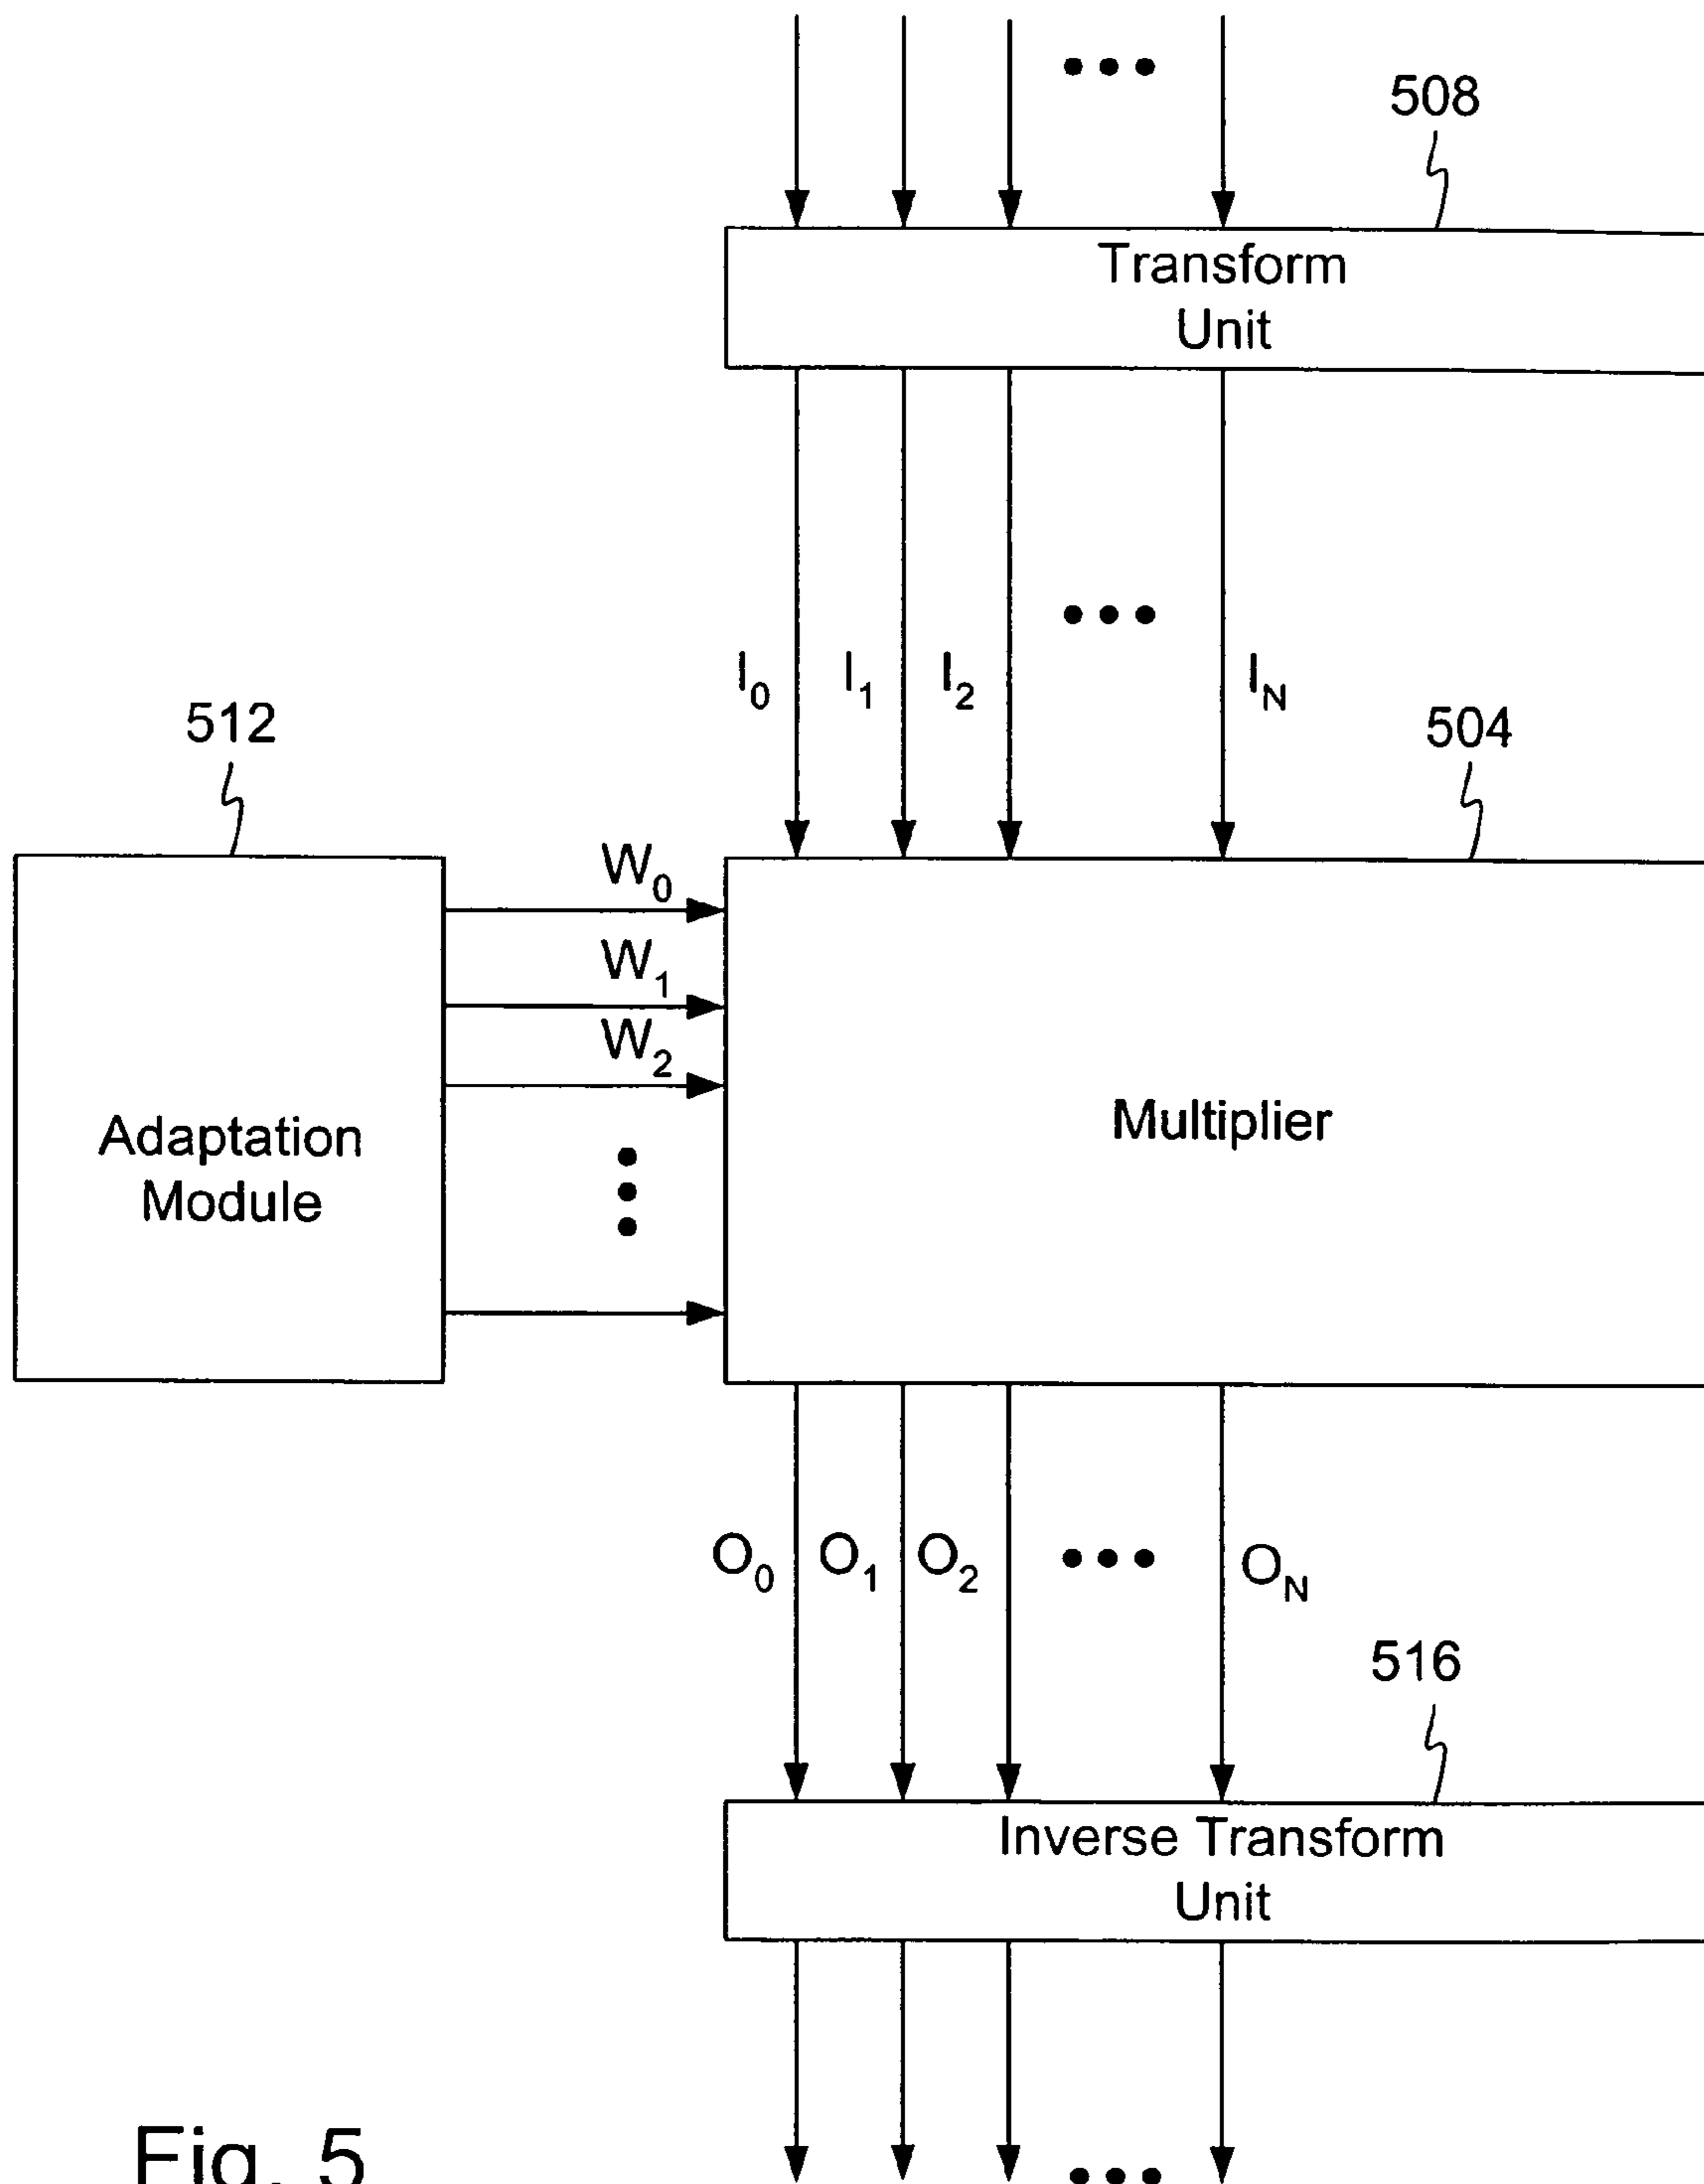 508
Transform
Unit
I0 I1 I2 IN
512
504
W0
W1
W2
Adaptation
Module
Multiplier
O0 O1 O2 ON
516
Inverse Transform
Unit
Fig. 5